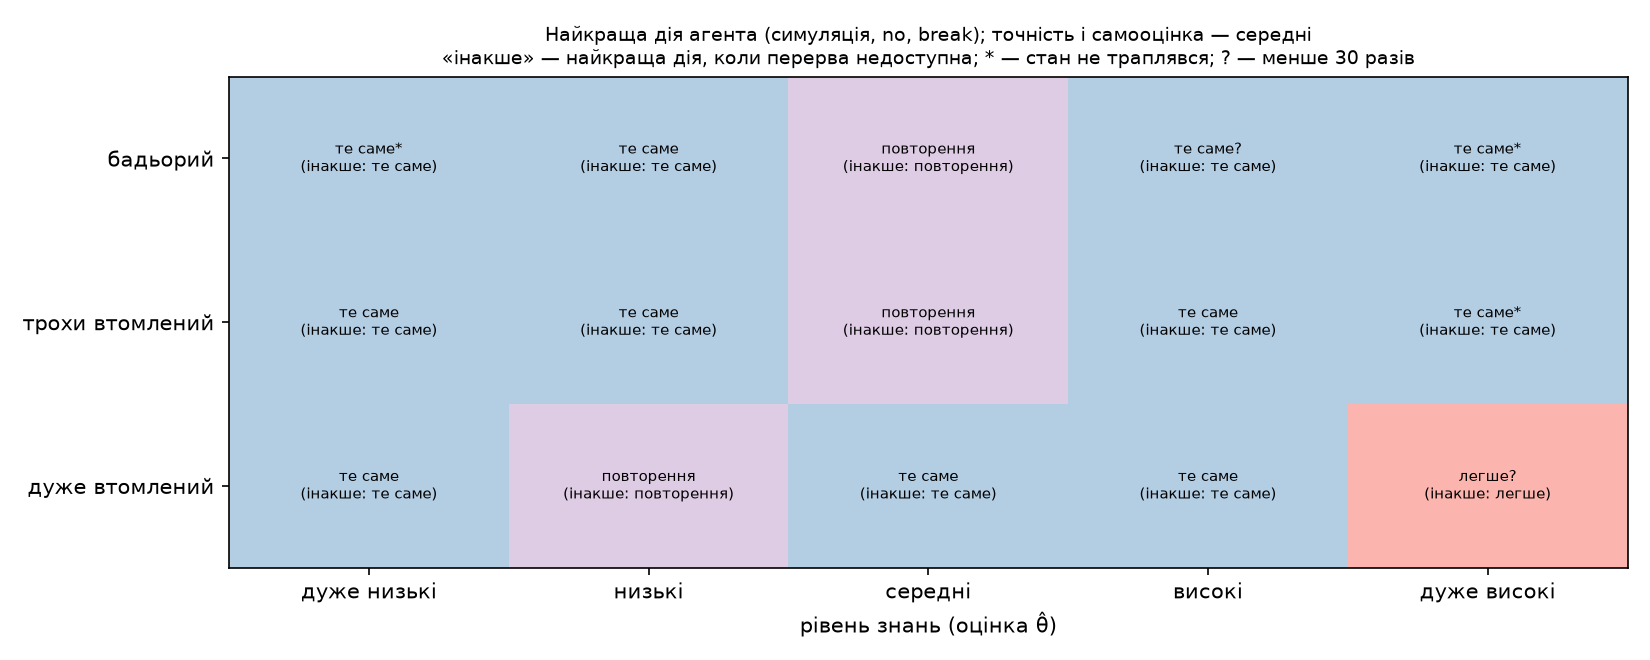 Найкраща дія агента (симуляція, no, break); точність і самооцінка — середні
«інакше» — найкраща дія, коли перерва недоступна; * — стан не траплявся; ? — менше 30 разів
бадьорий
те саме*
(інакше: те саме)
те саме
(інакше: те саме)
повторення
(інакше: повторення)
те саме?
(інакше: те саме)
те саме*
(інакше: те саме)
трохи втомлений
те саме
(інакше: те саме)
те саме
(інакше: те саме)
повторення
(інакше: повторення)
те саме
(інакше: те саме)
те саме*
(інакше: те саме)
дуже втомлений
те саме
(інакше: те саме)
повторення
(інакше: повторення)
те саме
(інакше: те саме)
те саме
(інакше: те саме)
легше?
(інакше: легше)
дуже низькі
низькі
середні
високі
дуже високі
рівень знань (оцінка θ̂)